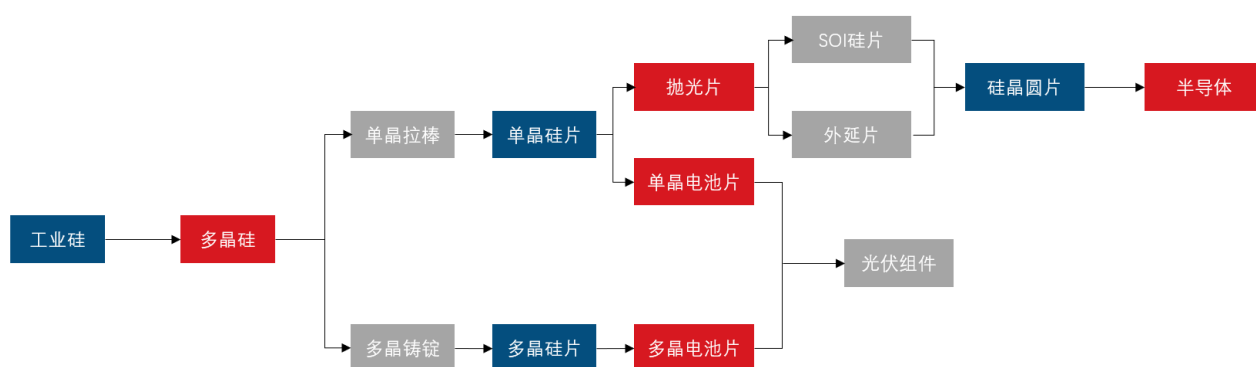 SOI硅片
抛光片
硅晶圆片
半导体
单晶拉棒
单晶硅片
外延片
单晶电池片
工业硅
多晶硅
光伏组件
多晶铸锭
多晶硅片
多晶电池片